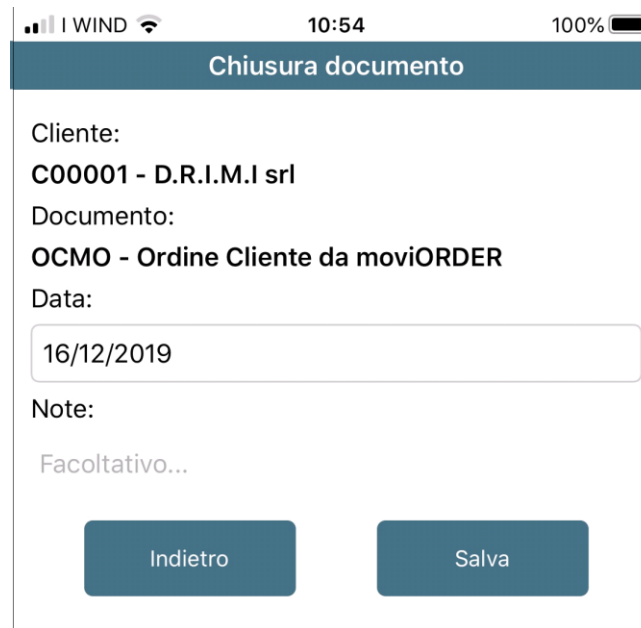 I WIND 10:54 100%
Chiusura documento
Cliente:
C00001 - D.R.I.M.I srl
Documento:
OCMO - Ordine Cliente da moviORDER
Data:
16/12/2019
Note:
Facoltativo...
Indietro Salva